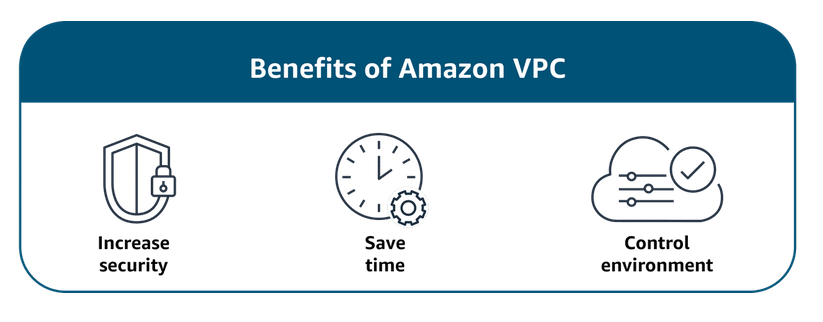 Benefits of Amazon VPC
Increase
security
Save
time
Control
environment